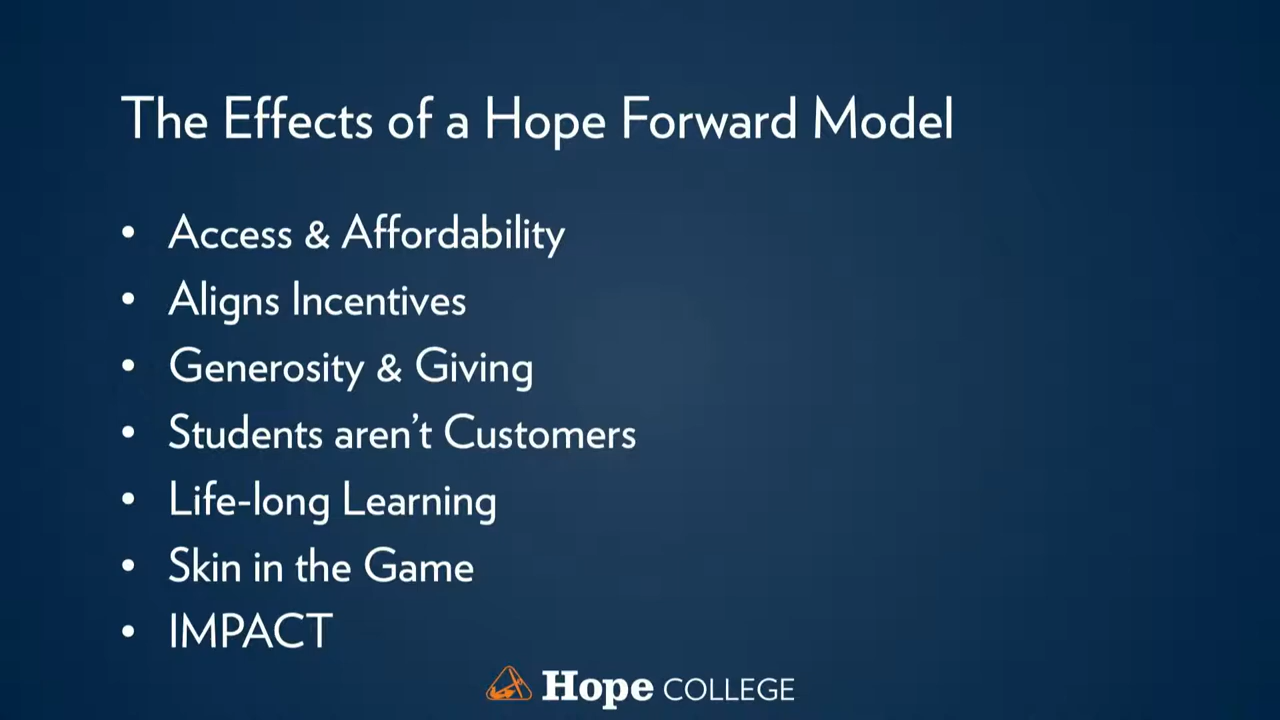 The Effects of a Hope Forward Model
• Access & Affordability
• Aligns Incentives
• Generosity & Giving
• Students aren’t Customers
• Life-long Learning
• Skin in the Game
• IMPACT
Hope COLLEGE